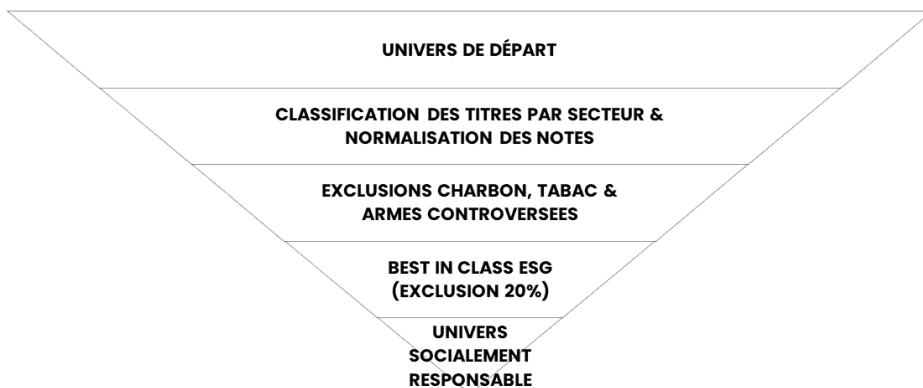 UNIVERS DE DÉPART
CLASSIFICATION DES TITRES PAR SECTEUR &
NORMALISATION DES NOTES
EXCLUSIONS CHARBON, TABAC &
ARMES CONTROVERSEES
BEST IN CLASS ESG
(EXCLUSION 20%)
UNIVERS
SOCIALEMENT
RESPONSABLE